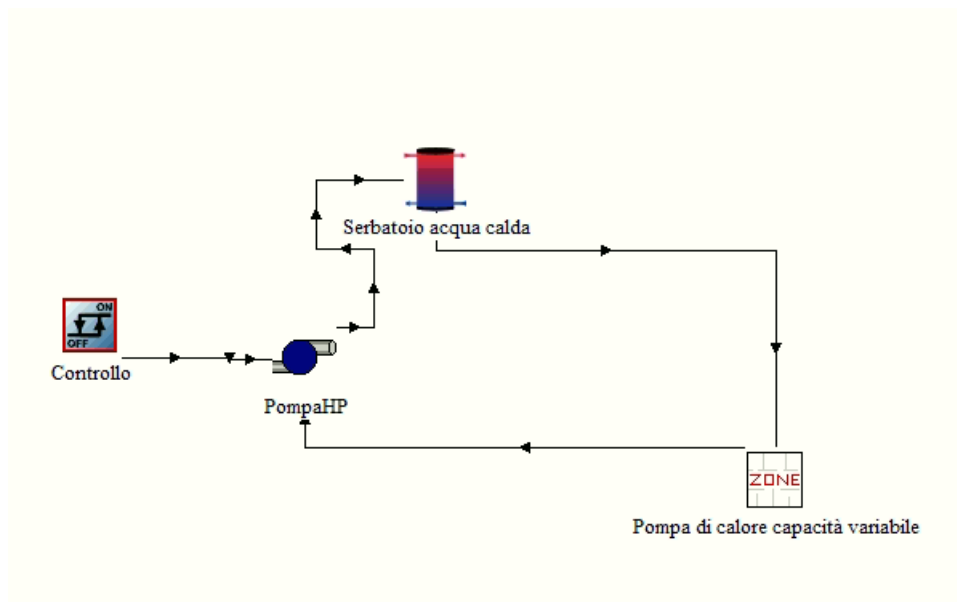 Serbatoio acqua calda
ON
OFF
Controllo
PompaHP
ZONE
Pompa di calore capacità variabile